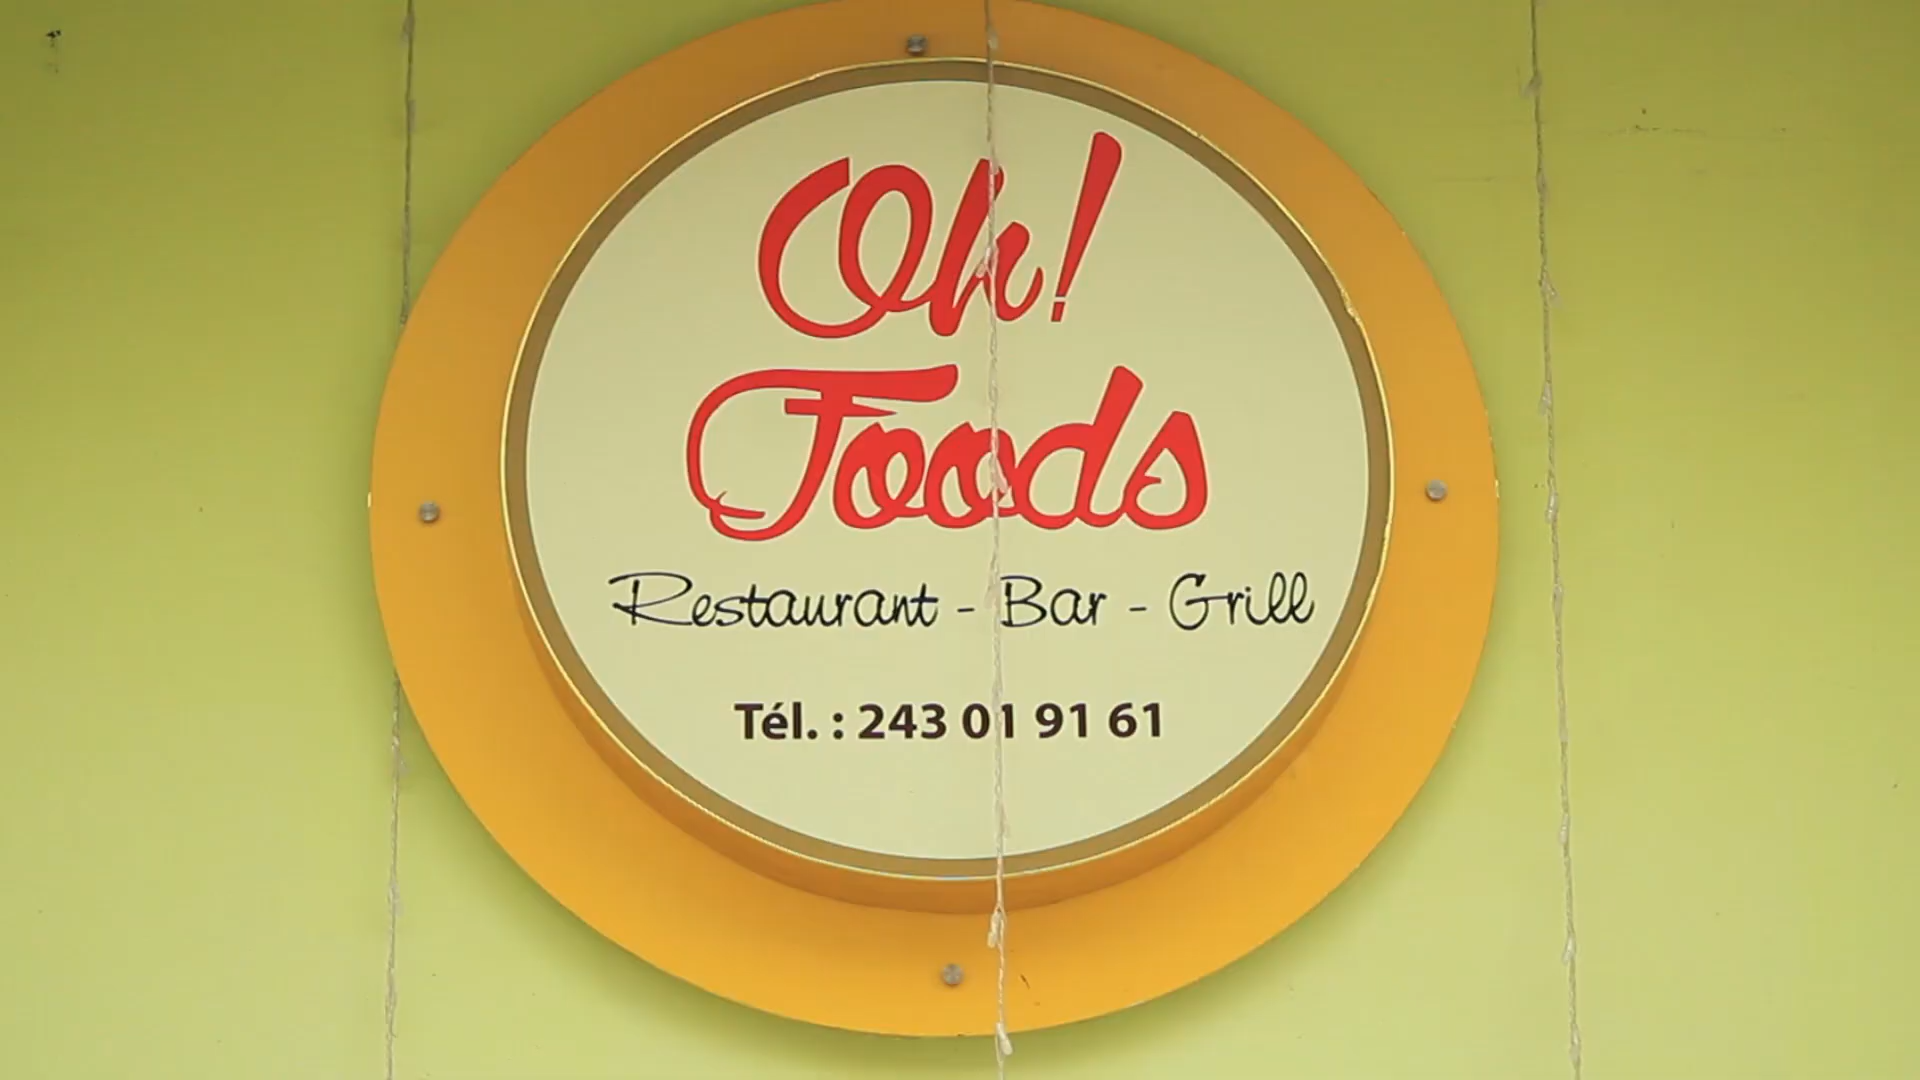 Oh!
Foods
Restaurant - Bar - Grill
Tél. : 243 01 91 61